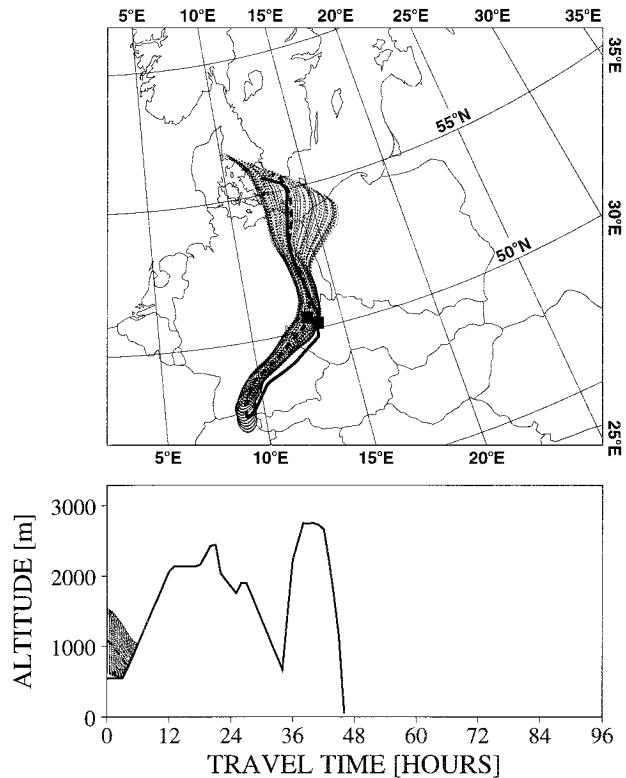 5°E 10°E 15°E 20°E 25°E 30°E 35°E
35°E
55°N
30°E
50°N
25°E
5°E 10°E 15°E 20°E
3000
2000
1000
0
ALTITUDE [m]
0 12 24 36 48 60 72 84 96
TRAVEL TIME [HOURS]